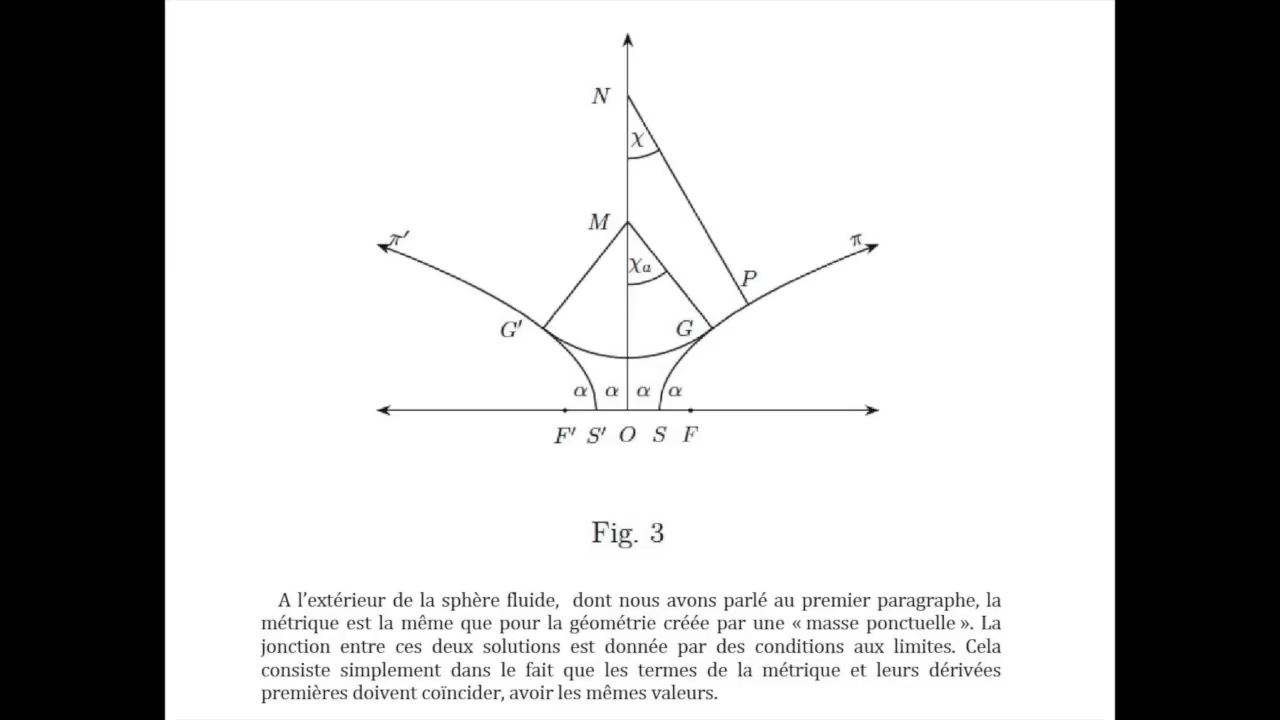 N
χ
M
π′
π
χa
P
G′
G
α α α α
F′ S′ O S F
Fig. 3
A l’extérieur de la sphère fluide, dont nous avons parlé au premier paragraphe, la
métrique est la même que pour la géométrie créée par une « masse ponctuelle ». La
jonction entre ces deux solutions est donnée par des conditions aux limites. Cela
consiste simplement dans le fait que les termes de la métrique et leurs dérivées
premières doivent coïncider, avoir les mêmes valeurs.